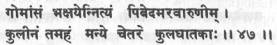 गोमांसं भक्षयेन्नित्यं पिबेदमरवारुणीम् ।
कुलीनं तमहं मन्ये चेतरे कुलघातकाः ।। ४७ ।।